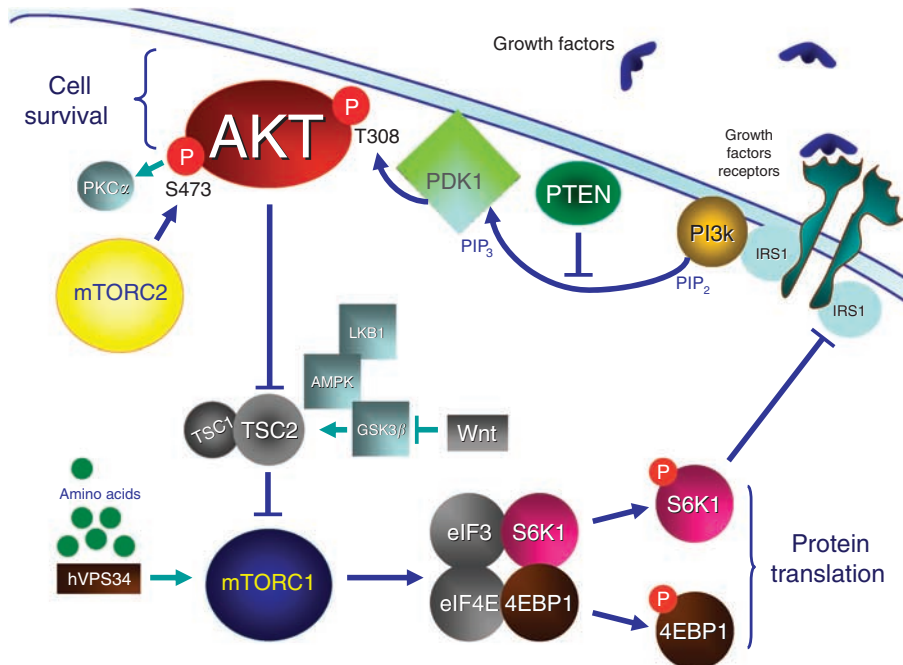 Growth factors
Cell
survival
P
AKT
P
T308
S473
PKCα
mTORC2
PDK1
PTEN
PIP3
PIP2
PI3k
IRS1
IRS1
Growth
factors
receptors
LKB1
AMPK
GSK3β
Wnt
TSC1
TSC2
Amino acids
hVPS34
mTORC1
eIF3
S6K1
eIF4E
4EBP1
P
S6K1
P
4EBP1
Protein
translation